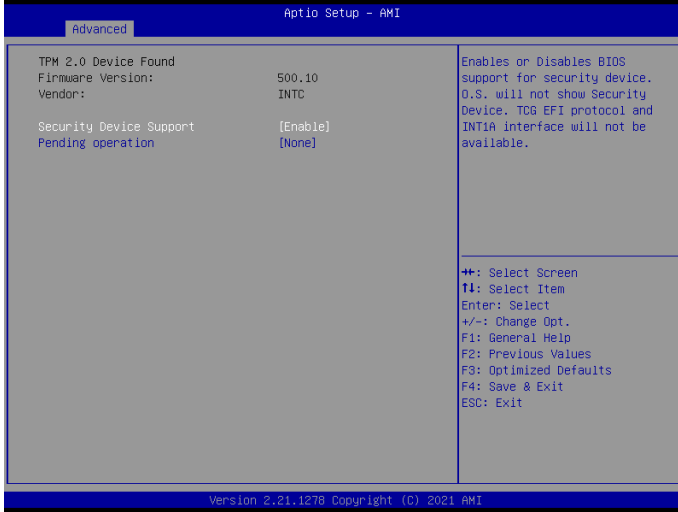 Aptio Setup – AMI
Advanced
TPM 2.0 Device Found
Firmware Version: 500.10
Vendor: INTC
Security Device Support [Enable]
Pending operation [None]
Enables or Disables BIOS
support for security device.
O.S. will not show Security
Device. TCG EFI protocol and
INT1A interface will not be
available.
→←: Select Screen
↑↓: Select Item
Enter: Select
+/-: Change Opt.
F1: General Help
F2: Previous Values
F3: Optimized Defaults
F4: Save & Exit
ESC: Exit
Version 2.21.1278 Copyright (C) 2021 AMI